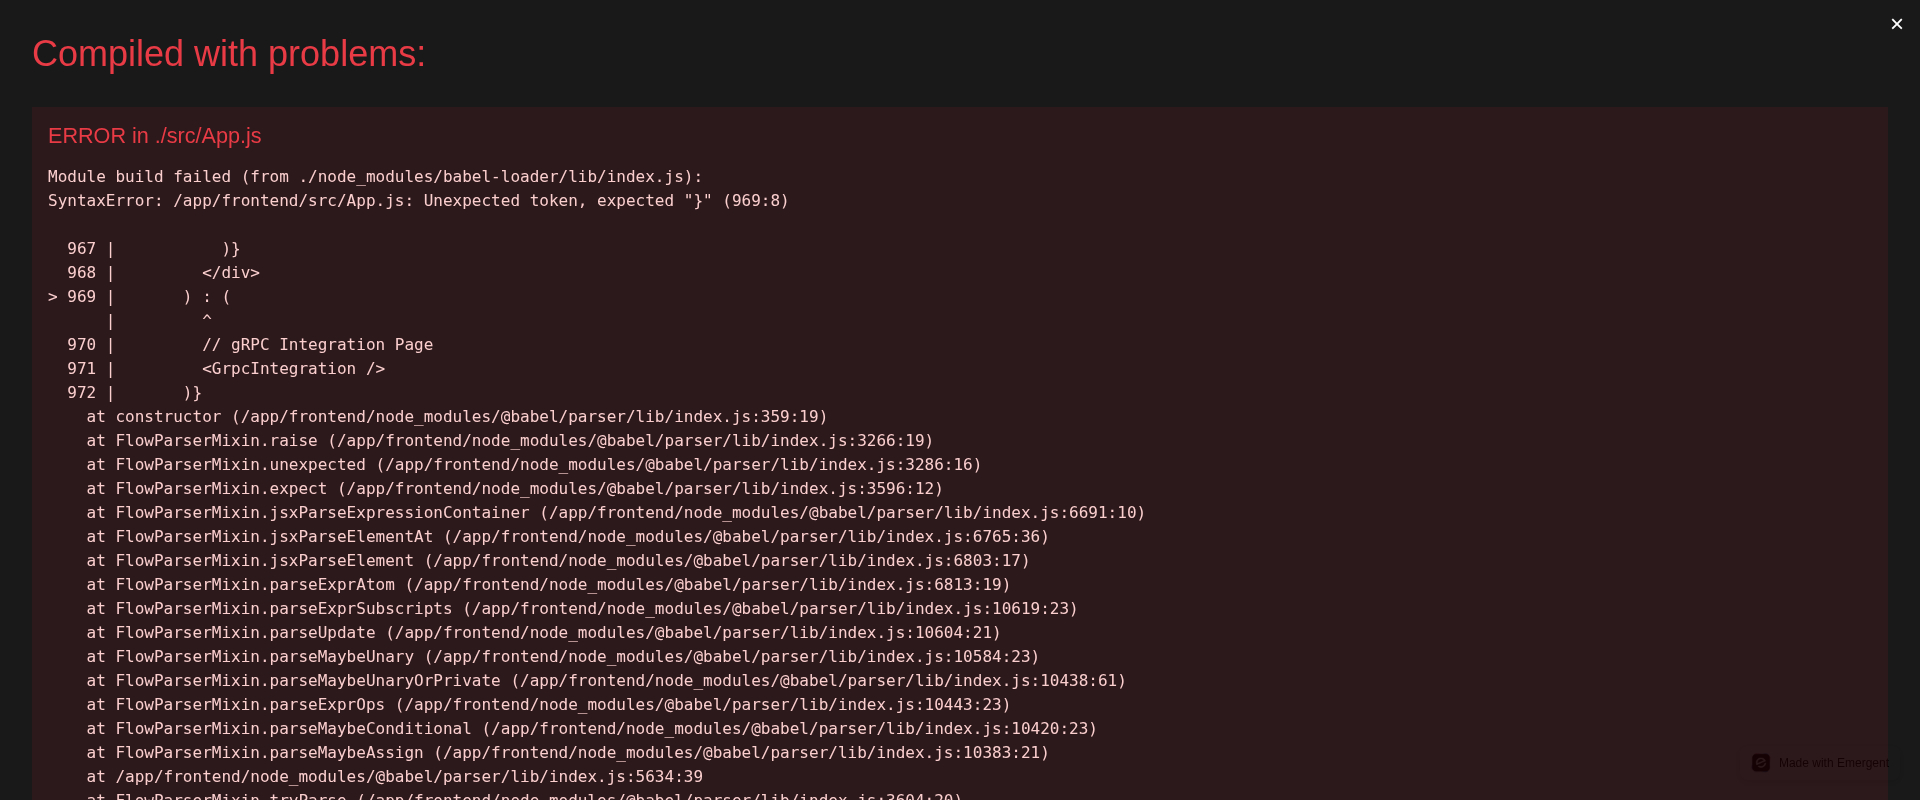 ×
Compiled with problems:
ERROR in ./src/App.js
Module build failed (from ./node_modules/babel-loader/lib/index.js):
SyntaxError: /app/frontend/src/App.js: Unexpected token, expected "}" (969:8)
  967 |           )}
  968 |         </div>
> 969 |       ) : (
      |         ^
  970 |         // gRPC Integration Page
  971 |         <GrpcIntegration />
  972 |       )}
    at constructor (/app/frontend/node_modules/@babel/parser/lib/index.js:359:19)
    at FlowParserMixin.raise (/app/frontend/node_modules/@babel/parser/lib/index.js:3266:19)
    at FlowParserMixin.unexpected (/app/frontend/node_modules/@babel/parser/lib/index.js:3286:16)
    at FlowParserMixin.expect (/app/frontend/node_modules/@babel/parser/lib/index.js:3596:12)
    at FlowParserMixin.jsxParseExpressionContainer (/app/frontend/node_modules/@babel/parser/lib/index.js:6691:10)
    at FlowParserMixin.jsxParseElementAt (/app/frontend/node_modules/@babel/parser/lib/index.js:6765:36)
    at FlowParserMixin.jsxParseElement (/app/frontend/node_modules/@babel/parser/lib/index.js:6803:17)
    at FlowParserMixin.parseExprAtom (/app/frontend/node_modules/@babel/parser/lib/index.js:6813:19)
    at FlowParserMixin.parseExprSubscripts (/app/frontend/node_modules/@babel/parser/lib/index.js:10619:23)
    at FlowParserMixin.parseUpdate (/app/frontend/node_modules/@babel/parser/lib/index.js:10604:21)
    at FlowParserMixin.parseMaybeUnary (/app/frontend/node_modules/@babel/parser/lib/index.js:10584:23)
    at FlowParserMixin.parseMaybeUnaryOrPrivate (/app/frontend/node_modules/@babel/parser/lib/index.js:10438:61)
    at FlowParserMixin.parseExprOps (/app/frontend/node_modules/@babel/parser/lib/index.js:10443:23)
    at FlowParserMixin.parseMaybeConditional (/app/frontend/node_modules/@babel/parser/lib/index.js:10420:23)
    at FlowParserMixin.parseMaybeAssign (/app/frontend/node_modules/@babel/parser/lib/index.js:10383:21)
    at /app/frontend/node_modules/@babel/parser/lib/index.js:5634:39
    at FlowParserMixin.tryParse (/app/frontend/node_modules/@babel/parser/lib/index.js:3604:20)
Made with Emergent